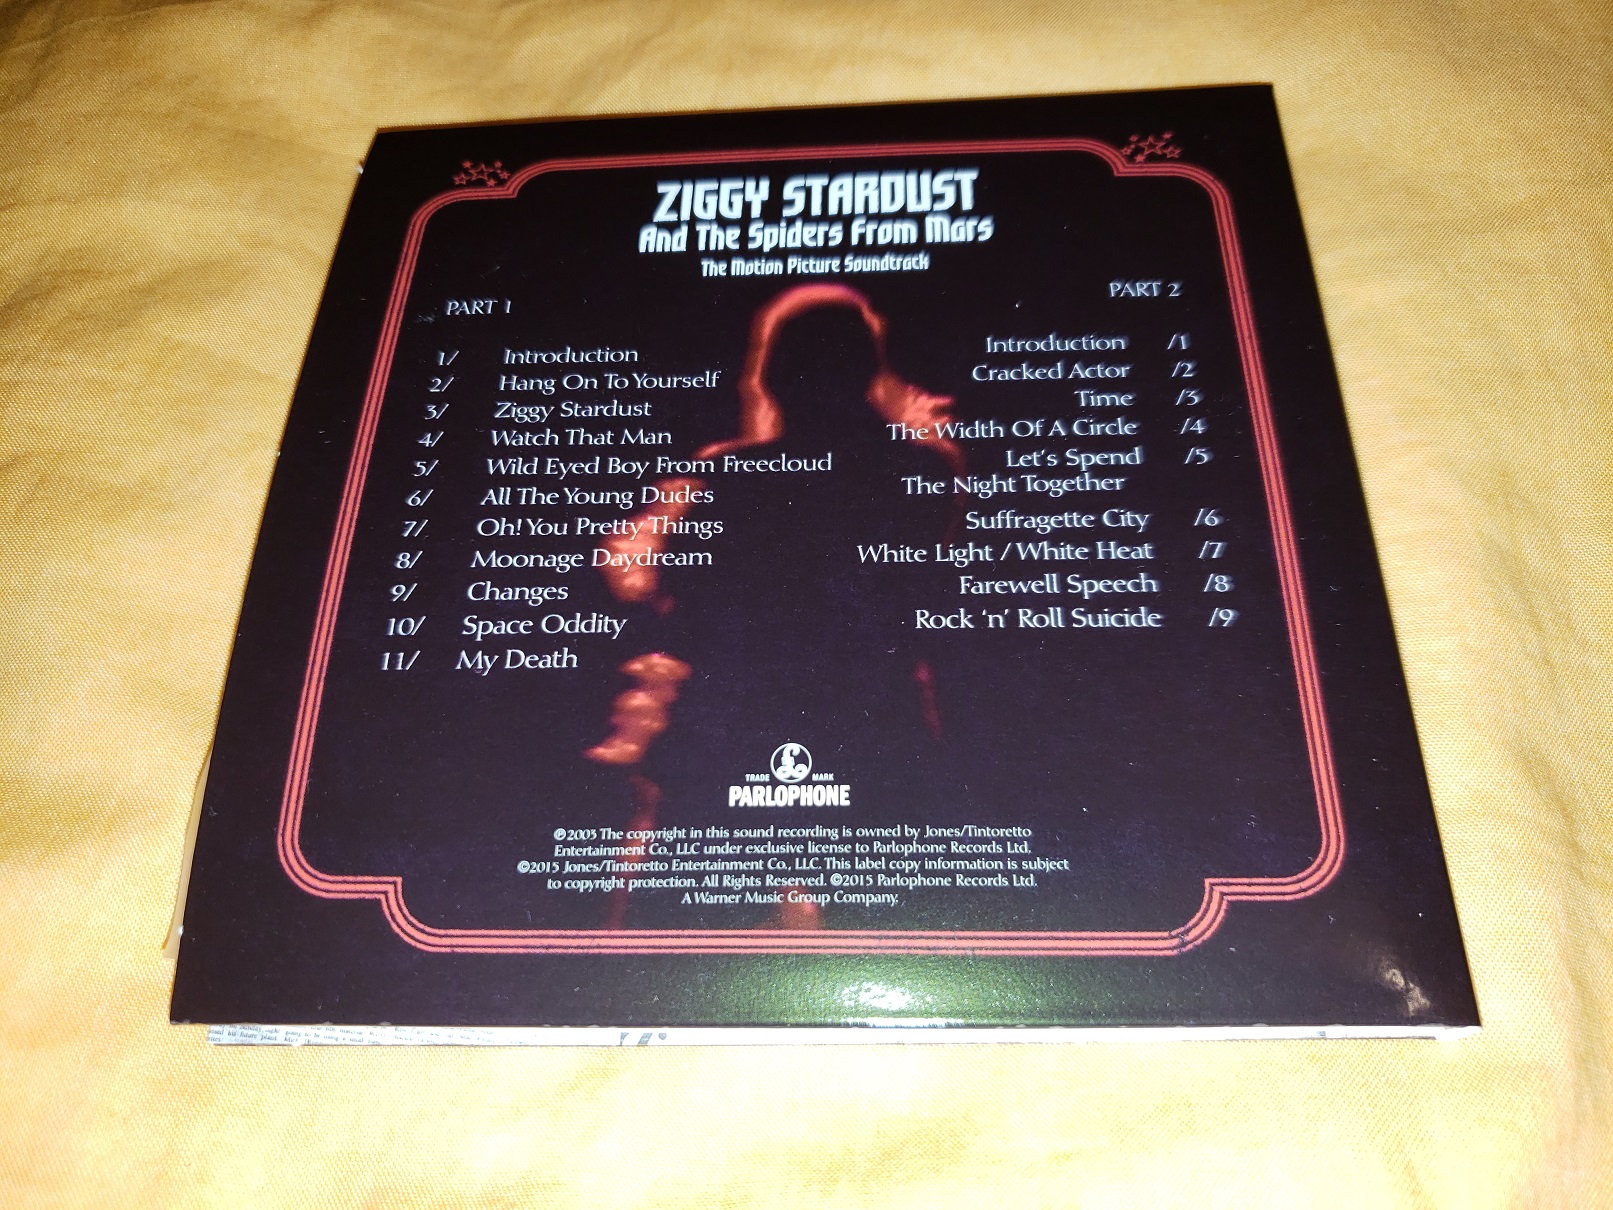 ZIGGY STARDUST
And The Spiders From Mars
The Motion Picture Soundtrack
PART 1
1/ Introduction
2/ Hang On To Yourself
3/ Ziggy Stardust
4/ Watch That Man
5/ Wild Eyed Boy From Freecloud
6/ All The Young Dudes
7/ Oh! You Pretty Things
8/ Moonage Daydream
9/ Changes
10/ Space Oddity
11/ My Death
PART 2
Introduction /1
Cracked Actor /2
Time /3
The Width Of A Circle /4
Let's Spend /5
The Night Together
Suffragette City /6
White Light / White Heat /7
Farewell Speech /8
Rock 'n' Roll Suicide /9
TRADE MARK
PARLOPHONE
℗2003 The copyright in this sound recording is owned by Jones/Tintoretto
Entertainment Co., LLC under exclusive license to Parlophone Records Ltd.
©2015 Jones/Tintoretto Entertainment Co., LLC. This label copy information is subject
to copyright protection. All Rights Reserved. ©2015 Parlophone Records Ltd.
A Warner Music Group Company.